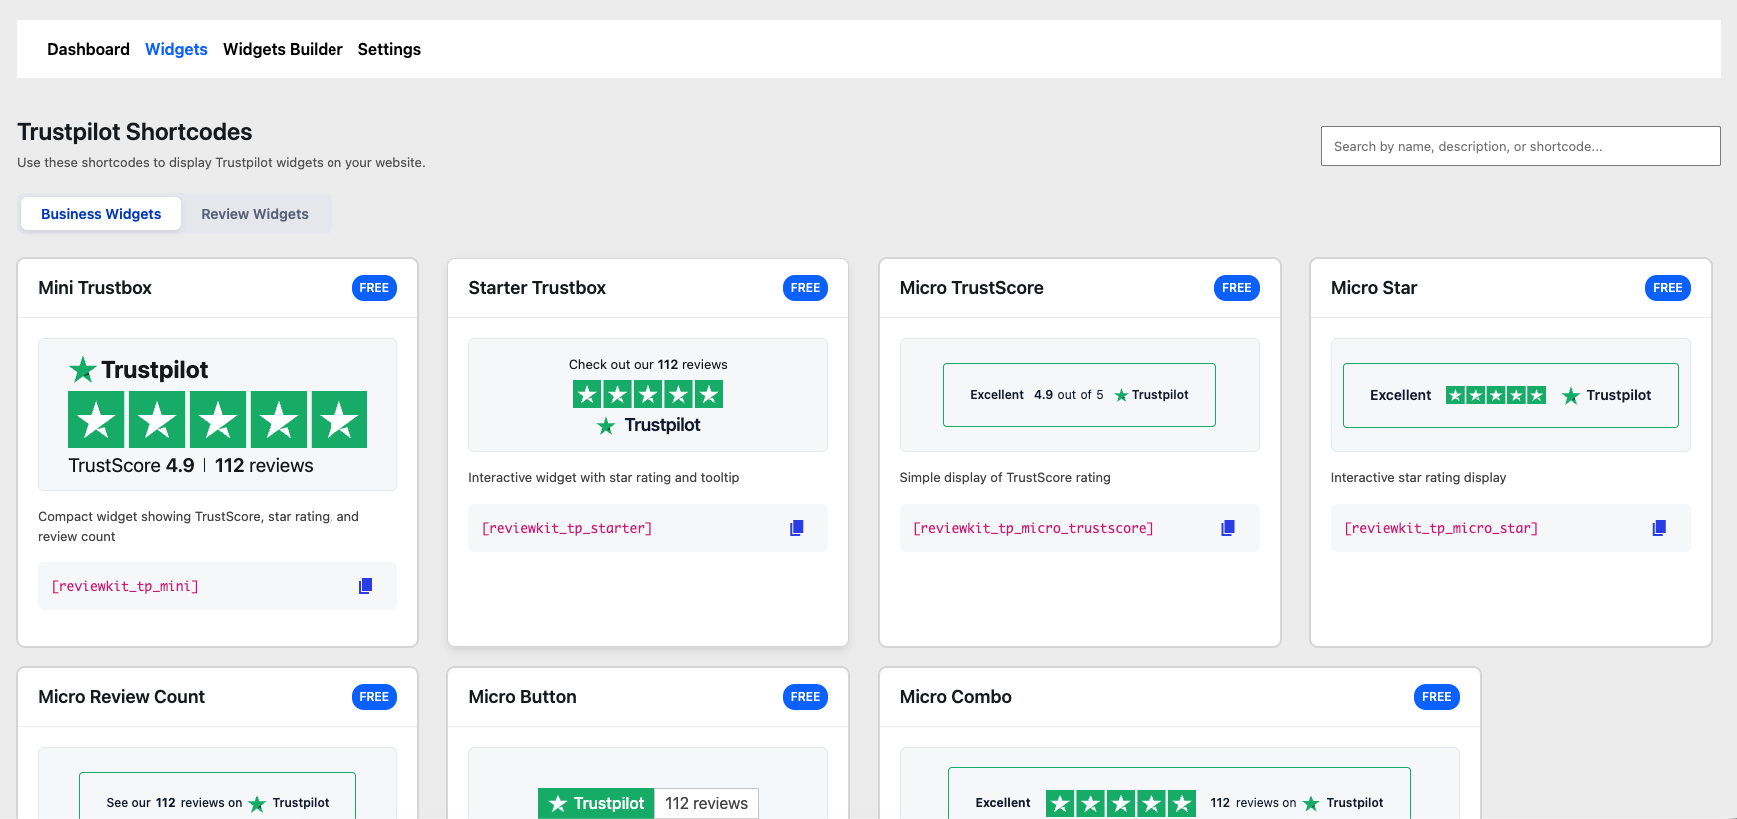 Dashboard Widgets Widgets Builder Settings
Trustpilot Shortcodes
Use these shortcodes to display Trustpilot widgets on your website.
Search by name, description, or shortcode...
Business Widgets Review Widgets
Mini Trustbox FREE
Trustpilot
TrustScore 4.9 | 112 reviews
Compact widget showing TrustScore, star rating, and
review count
[reviewkit_tp_mini]
Starter Trustbox FREE
Check out our 112 reviews
Trustpilot
Interactive widget with star rating and tooltip
[reviewkit_tp_starter]
Micro TrustScore FREE
Excellent 4.9 out of 5 Trustpilot
Simple display of TrustScore rating
[reviewkit_tp_micro_trustscore]
Micro Star FREE
Excellent Trustpilot
Interactive star rating display
[reviewkit_tp_micro_star]
Micro Review Count FREE
See our 112 reviews on Trustpilot
Micro Button FREE
Trustpilot 112 reviews
Micro Combo FREE
Excellent 112 reviews on Trustpilot